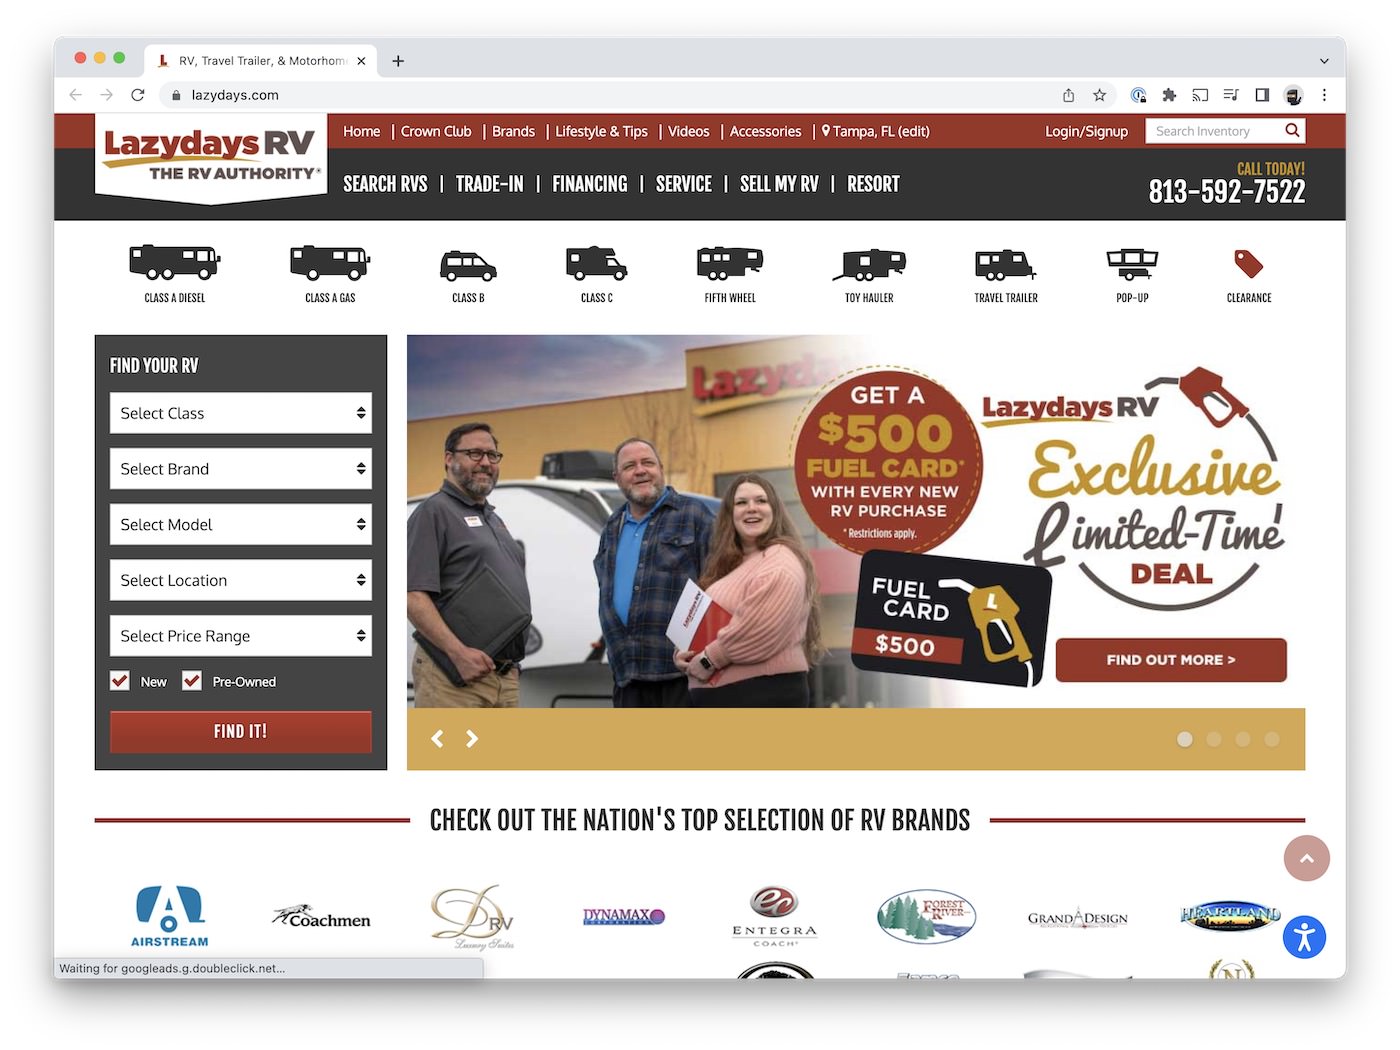 RV, Travel Trailer, & Motorhom
lazydays.com
Lazydays RV
THE RV AUTHORITY®
Home | Crown Club | Brands | Lifestyle & Tips | Videos | Accessories | Tampa, FL (edit)
Login/Signup
Search Inventory
SEARCH RVS | TRADE-IN | FINANCING | SERVICE | SELL MY RV | RESORT
CALL TODAY!
813-592-7522
CLASS A DIESEL
CLASS A GAS
CLASS B
CLASS C
FIFTH WHEEL
TOY HAULER
TRAVEL TRAILER
POP-UP
CLEARANCE
FIND YOUR RV
Select Class
Select Brand
Select Model
Select Location
Select Price Range
New
Pre-Owned
FIND IT!
Lazyda
GET A
$500
FUEL CARD*
WITH EVERY NEW
RV PURCHASE
* Restrictions apply.
FUEL
CARD
$500
L
Lazydays RV
Lazydays RV
Exclusive
Limited-Time
DEAL
FIND OUT MORE >
CHECK OUT THE NATION'S TOP SELECTION OF RV BRANDS
AIRSTREAM
Coachmen
DRV
Luxury Suites
DYNAMAX
CORPORATION
ec
ENTEGRA
COACH®
FOREST
RIVER
GRAND DESIGN
HEARTLAND
N
Waiting for googleads.g.doubleclick.net...